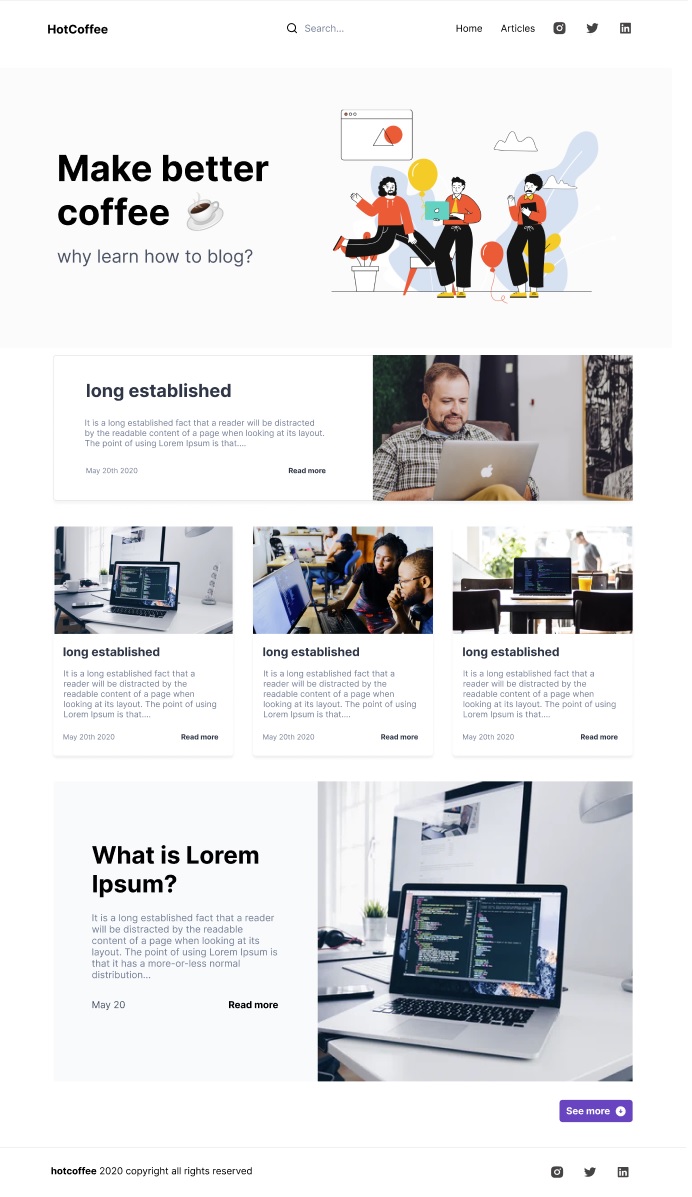 HotCoffee
Search...
Home
Articles
Make better
coffee
why learn how to blog?
long established
It is a long established fact that a reader will be distracted
by the readable content of a page when looking at its layout.
The point of using Lorem Ipsum is that....
May 20th 2020
Read more
long established
It is a long established fact that a
reader will be distracted by the
readable content of a page when
looking at its layout. The point of using
Lorem Ipsum is that....
May 20th 2020
Read more
long established
It is a long established fact that a
reader will be distracted by the
readable content of a page when
looking at its layout. The point of using
Lorem Ipsum is that....
May 20th 2020
Read more
long established
It is a long established fact that a
reader will be distracted by the
readable content of a page when
looking at its layout. The point of using
Lorem Ipsum is that....
May 20th 2020
Read more
What is Lorem
Ipsum?
It is a long established fact that a reader
will be distracted by the readable
content of a page when looking at its
layout. The point of using Lorem Ipsum is
that it has a more-or-less normal
distribution...
May 20
Read more
See more
hotcoffee 2020 copyright all rights reserved